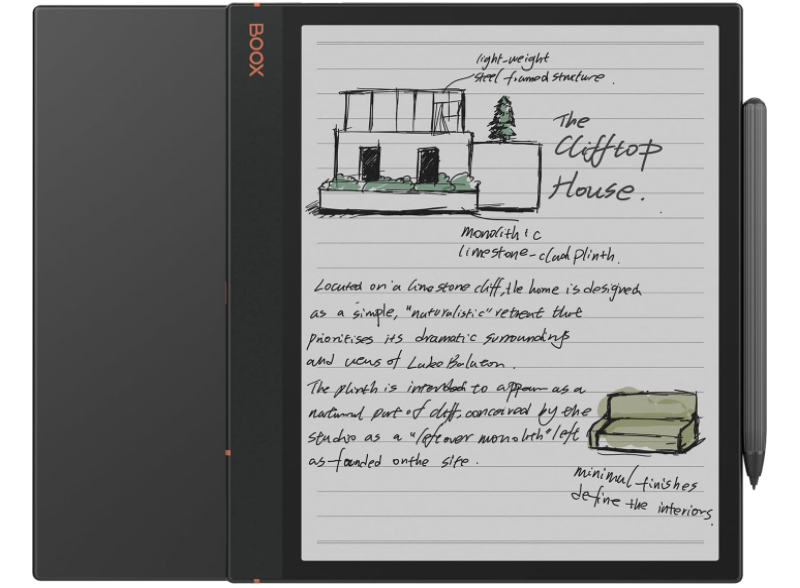 BOOX
light-weight
steel framed structure.
The
Clifftop
House.
monolithic
limestone-clad plinth.
Located on a limestone cliff, the home is designed
as a simple, "naturalistic" retreat that
prioritises its dramatic surroundings
and views of Lake Balaton.
The plinth is intended to appear as a
natural part of cliff, conceived by the
studio as a "leftover monolith" left
as-founded on the site.
minimal finishes
define the interiors.